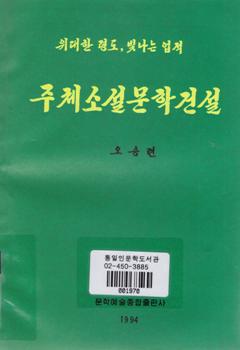 위대한 령도, 빛나는 업적
주체소설문학건설
오승련
통일인문학도서관
02-450-3885
001970
문학예술종합출판사
1994